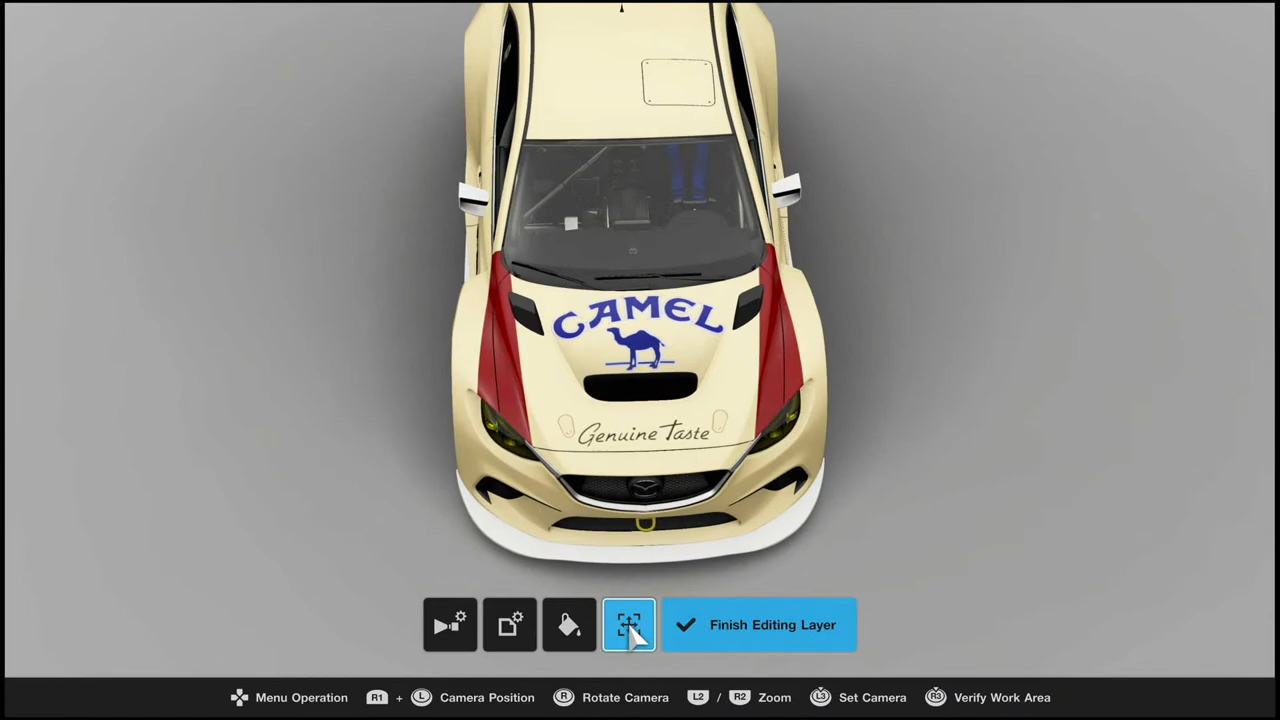 CAMEL
Genuine Taste
Finish Editing Layer
Menu Operation R1 + L Camera Position R Rotate Camera L2 / R2 Zoom L3 Set Camera R3 Verify Work Area